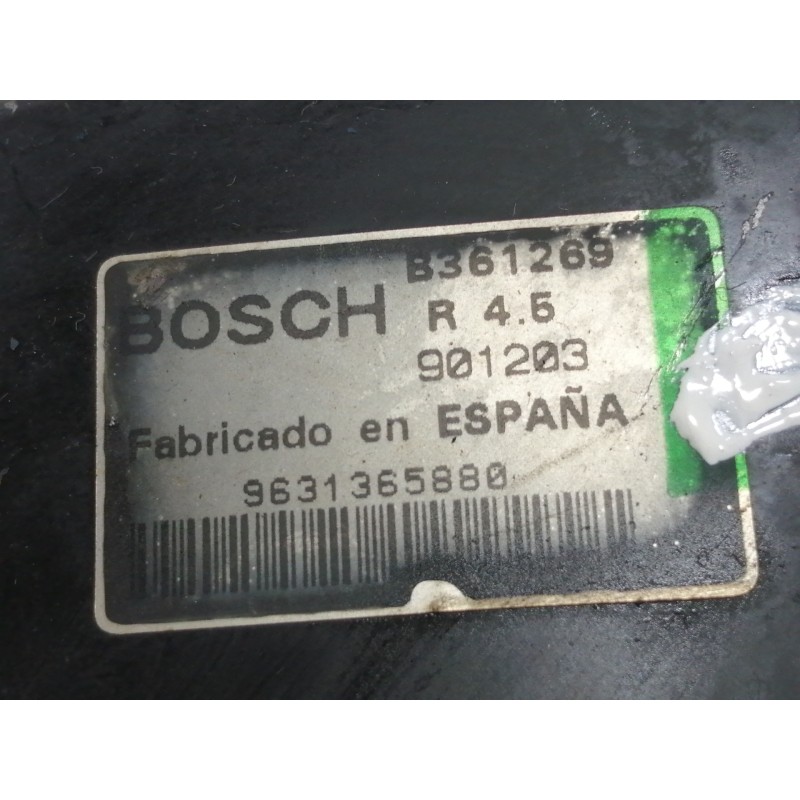 B361269
BOSCH R 4.5
901203
Fabricado en ESPAÑA
9631365880